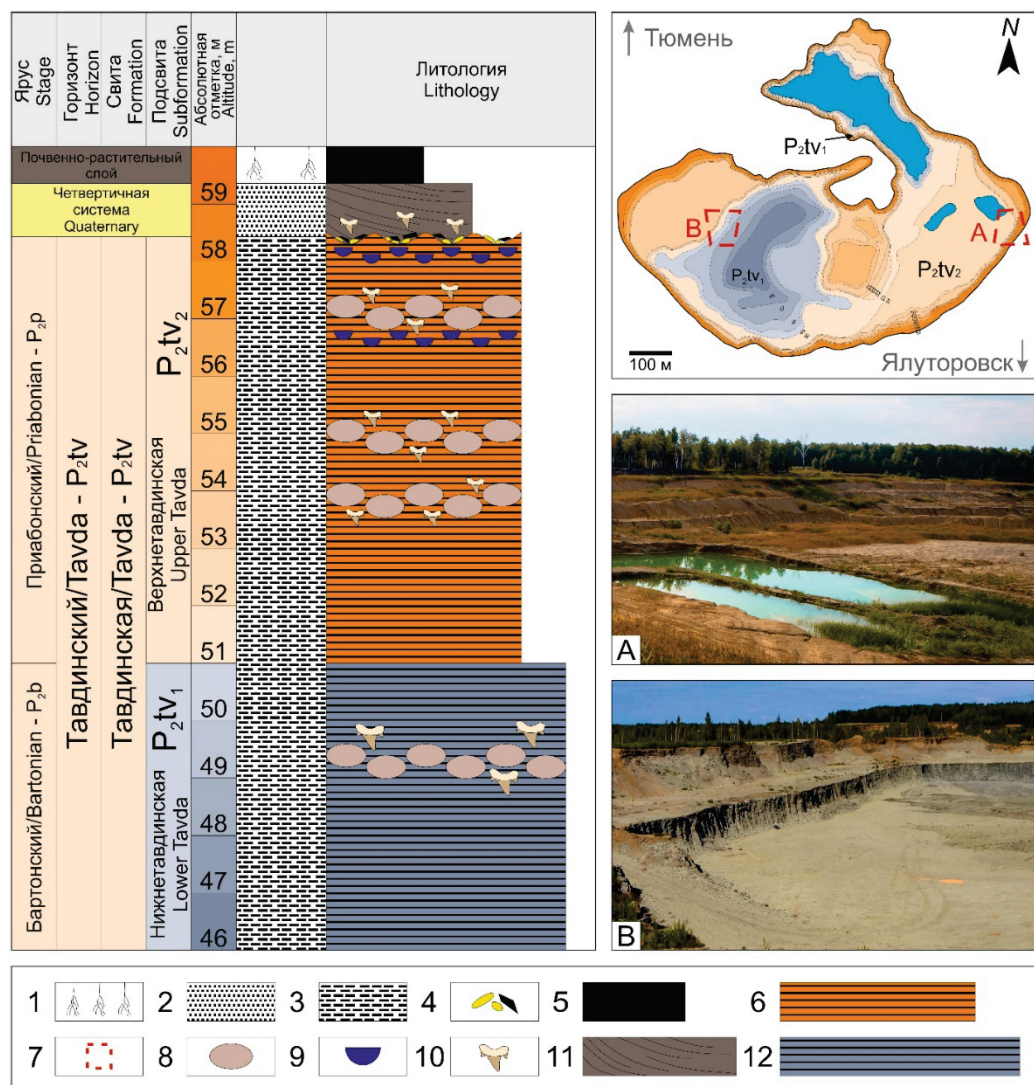 Ярус
Stage
Горизонт
Horizon
Свита
Formation
Подсвита
Subformation
Абсолютная
отметка, м
Altitude, m
Литология
Lithology
Почвенно-растительный
слой
Четвертичная
система
Quaternary
Приабонский/Priabonian - P₂p
Бартонский/Bartonian - P₂b
Тавдинский/Tavda - P₂tv
Тавдинская/Tavda - P₂tv
Верхнетавдинская
Upper Tavda
P₂tv₂
Нижнетавдинская
Lower Tavda
P₂tv₁
59
58
57
56
55
54
53
52
51
50
49
48
47
46
Тюмень
N
P₂tv₁
B
A
P₂tv₁
P₂tv₂
100 м
Ялуторовск
A
B
1
2
3
4
5
6
7
8
9
10
11
12